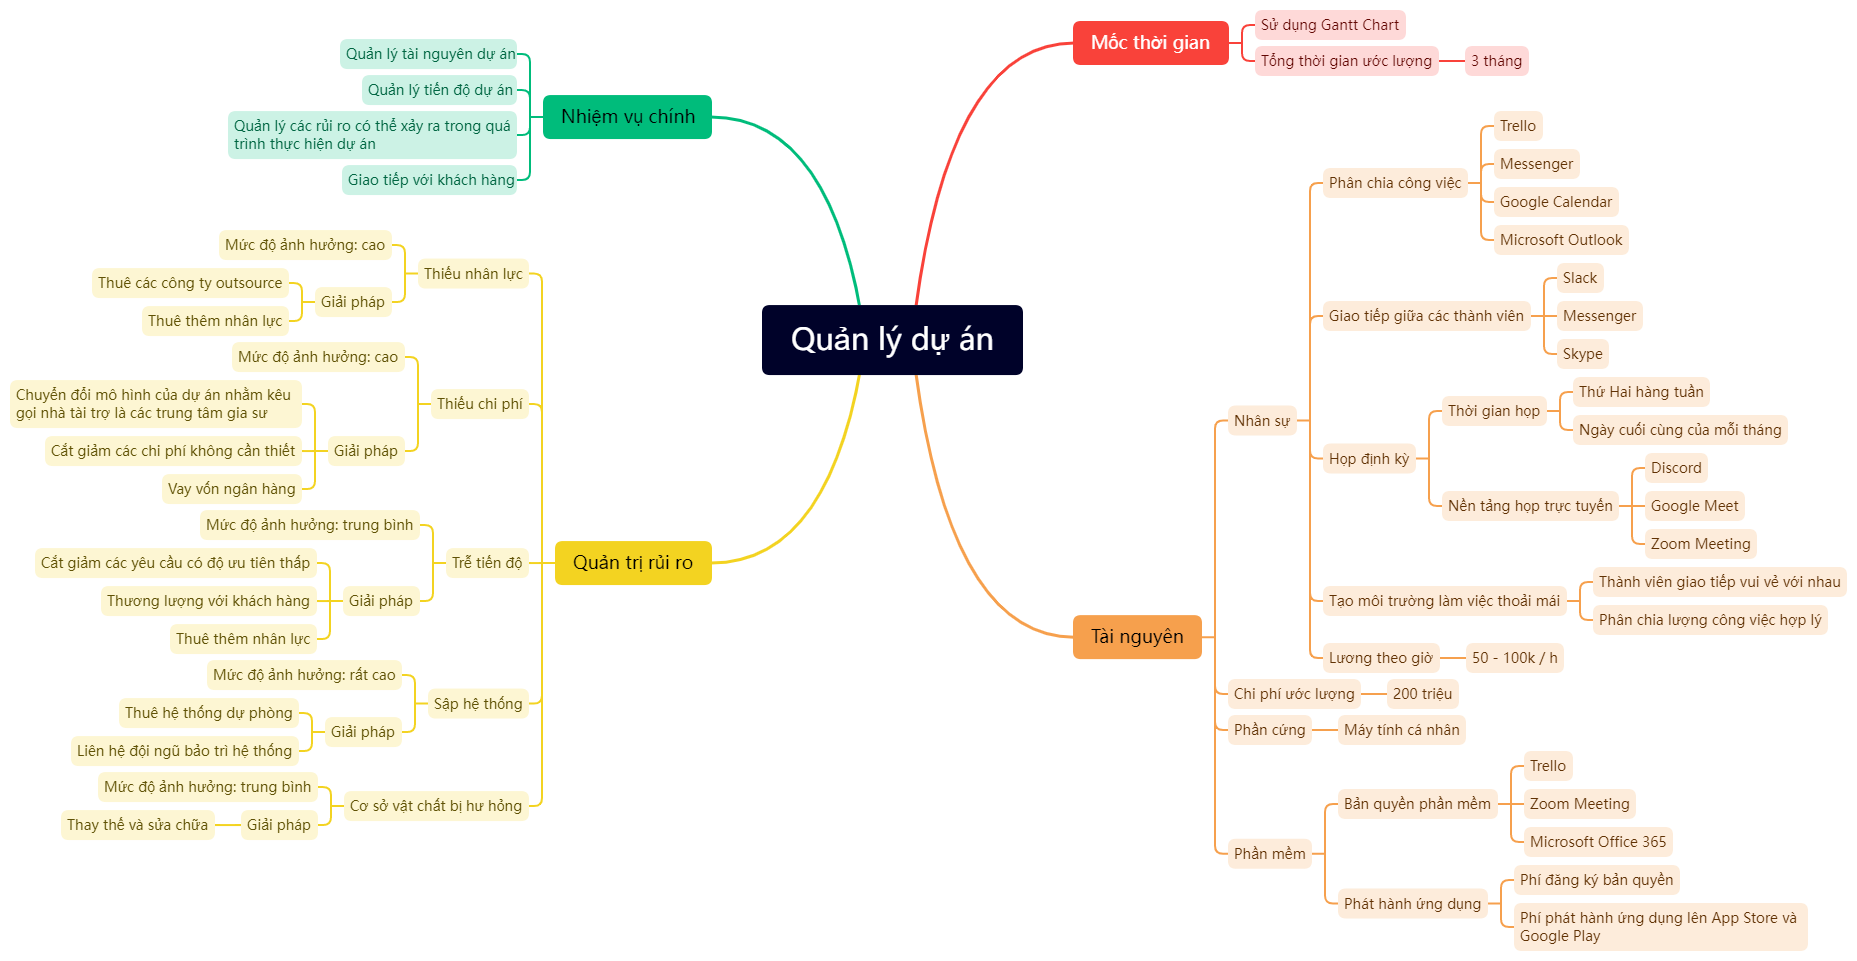 Quản lý dự án
Mốc thời gian
Sử dụng Gantt Chart
Tổng thời gian ước lượng
3 tháng
Nhiệm vụ chính
Quản lý tài nguyên dự án
Quản lý tiến độ dự án
Quản lý các rủi ro có thể xảy ra trong quá
trình thực hiện dự án
Giao tiếp với khách hàng
Quản trị rủi ro
Thiếu nhân lực
Mức độ ảnh hưởng: cao
Giải pháp
Thuê các công ty outsource
Thuê thêm nhân lực
Thiếu chi phí
Mức độ ảnh hưởng: cao
Giải pháp
Chuyển đổi mô hình của dự án nhằm kêu
gọi nhà tài trợ là các trung tâm gia sư
Cắt giảm các chi phí không cần thiết
Vay vốn ngân hàng
Trễ tiến độ
Mức độ ảnh hưởng: trung bình
Giải pháp
Cắt giảm các yêu cầu có độ ưu tiên thấp
Thương lượng với khách hàng
Thuê thêm nhân lực
Sập hệ thống
Mức độ ảnh hưởng: rất cao
Giải pháp
Thuê hệ thống dự phòng
Liên hệ đội ngũ bảo trì hệ thống
Cơ sở vật chất bị hư hỏng
Mức độ ảnh hưởng: trung bình
Giải pháp
Thay thế và sửa chữa
Tài nguyên
Nhân sự
Phân chia công việc
Trello
Messenger
Google Calendar
Microsoft Outlook
Giao tiếp giữa các thành viên
Slack
Messenger
Skype
Họp định kỳ
Thời gian họp
Thứ Hai hàng tuần
Ngày cuối cùng của mỗi tháng
Nền tảng họp trực tuyến
Discord
Google Meet
Zoom Meeting
Tạo môi trường làm việc thoải mái
Thành viên giao tiếp vui vẻ với nhau
Phân chia lượng công việc hợp lý
Lương theo giờ
50 - 100k / h
Chi phí ước lượng
200 triệu
Phần cứng
Máy tính cá nhân
Phần mềm
Bản quyền phần mềm
Trello
Zoom Meeting
Microsoft Office 365
Phát hành ứng dụng
Phí đăng ký bản quyền
Phí phát hành ứng dụng lên App Store và
Google Play